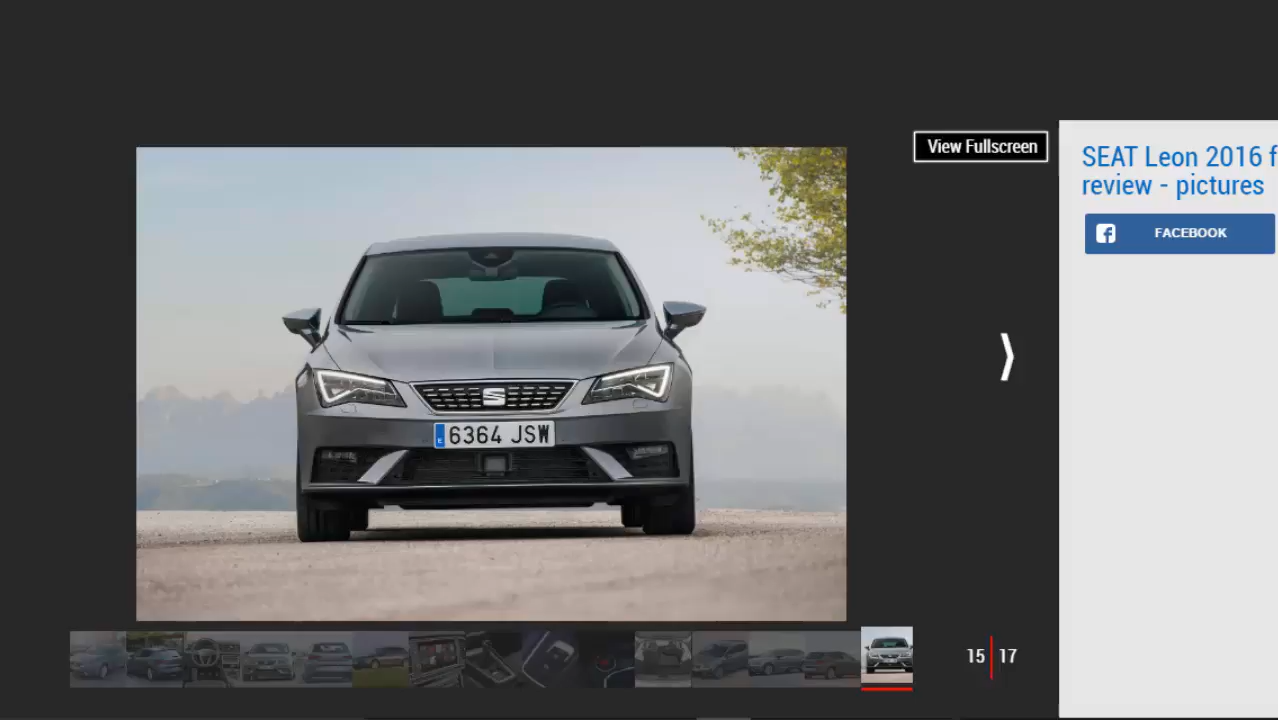 View Fullscreen
SEAT Leon 2016 f
review - pictures
FACEBOOK
6364 JSW
15 17